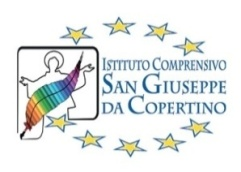 ISTITUTO COMPRENSIVO
SAN GIUSEPPE
DA COPERTINO